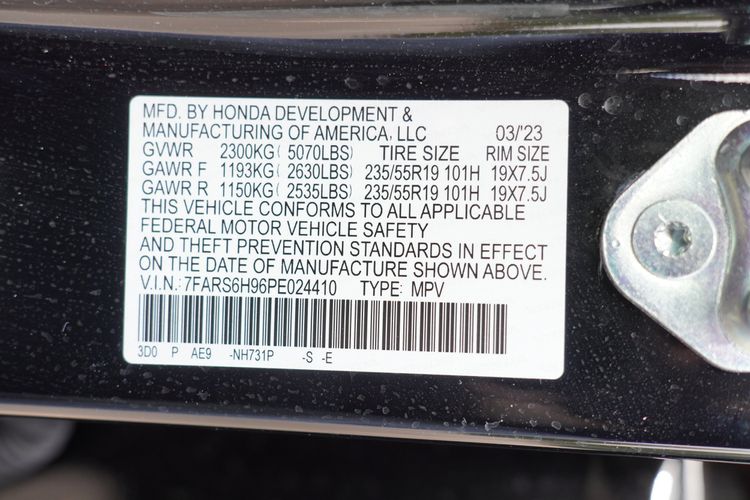 MFD. BY HONDA DEVELOPMENT &
MANUFACTURING OF AMERICA, LLC 03/'23
GVWR 2300KG( 5070LBS) TIRE SIZE RIM SIZE
GAWR F 1193KG( 2630LBS) 235/55R19 101H 19X7.5J
GAWR R 1150KG( 2535LBS) 235/55R19 101H 19X7.5J
THIS VEHICLE CONFORMS TO ALL APPLICABLE
FEDERAL MOTOR VEHICLE SAFETY
AND THEFT PREVENTION STANDARDS IN EFFECT
ON THE DATE OF MANUFACTURE SHOWN ABOVE.
V.I.N.: 7FARS6H96PE024410 TYPE: MPV
3D0 P AE9 -NH731P -S -E